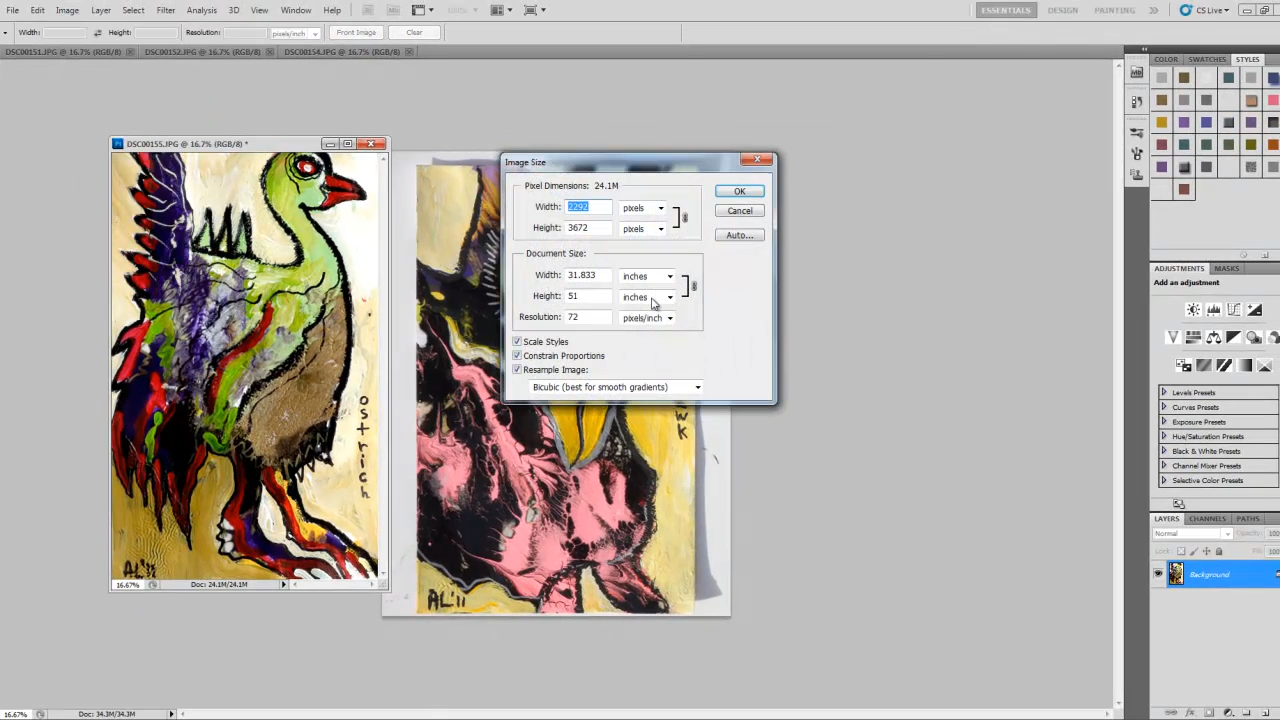 File Edit Image Layer Select Filter Analysis 3D View Window Help ESSENTIALS DESIGN PAINTING CS Live
Width: Height: Resolution: pixels/inch Front Image Clear
DSC00151.JPG @ 16.7% (RGB/8) DSC00152.JPG @ 16.7% (RGB/8) DSC00154.JPG @ 16.7% (RGB/8)
COLOR SWATCHES STYLES
DSC00155.JPG @ 16.7% (RGB/8) *
ostrich
AL'11
16.67% Doc: 24.1M/24.1M
Image Size
Pixel Dimensions: 24.1M
Width: 2292 pixels
Height: 3672 pixels
Document Size:
Width: 31.833 inches
Height: 51 inches
Resolution: 72 pixels/inch
Scale Styles
Constrain Proportions
Resample Image:
Bicubic (best for smooth gradients)
OK
Cancel
Auto...
AL'11
ADJUSTMENTS MASKS
Add an adjustment
Levels Presets
Curves Presets
Exposure Presets
Hue/Saturation Presets
Black & White Presets
Channel Mixer Presets
Selective Color Presets
LAYERS CHANNELS PATHS
Normal Opacity: 100
Lock: Fill: 100
Background
16.67% Doc: 34.3M/34.3M